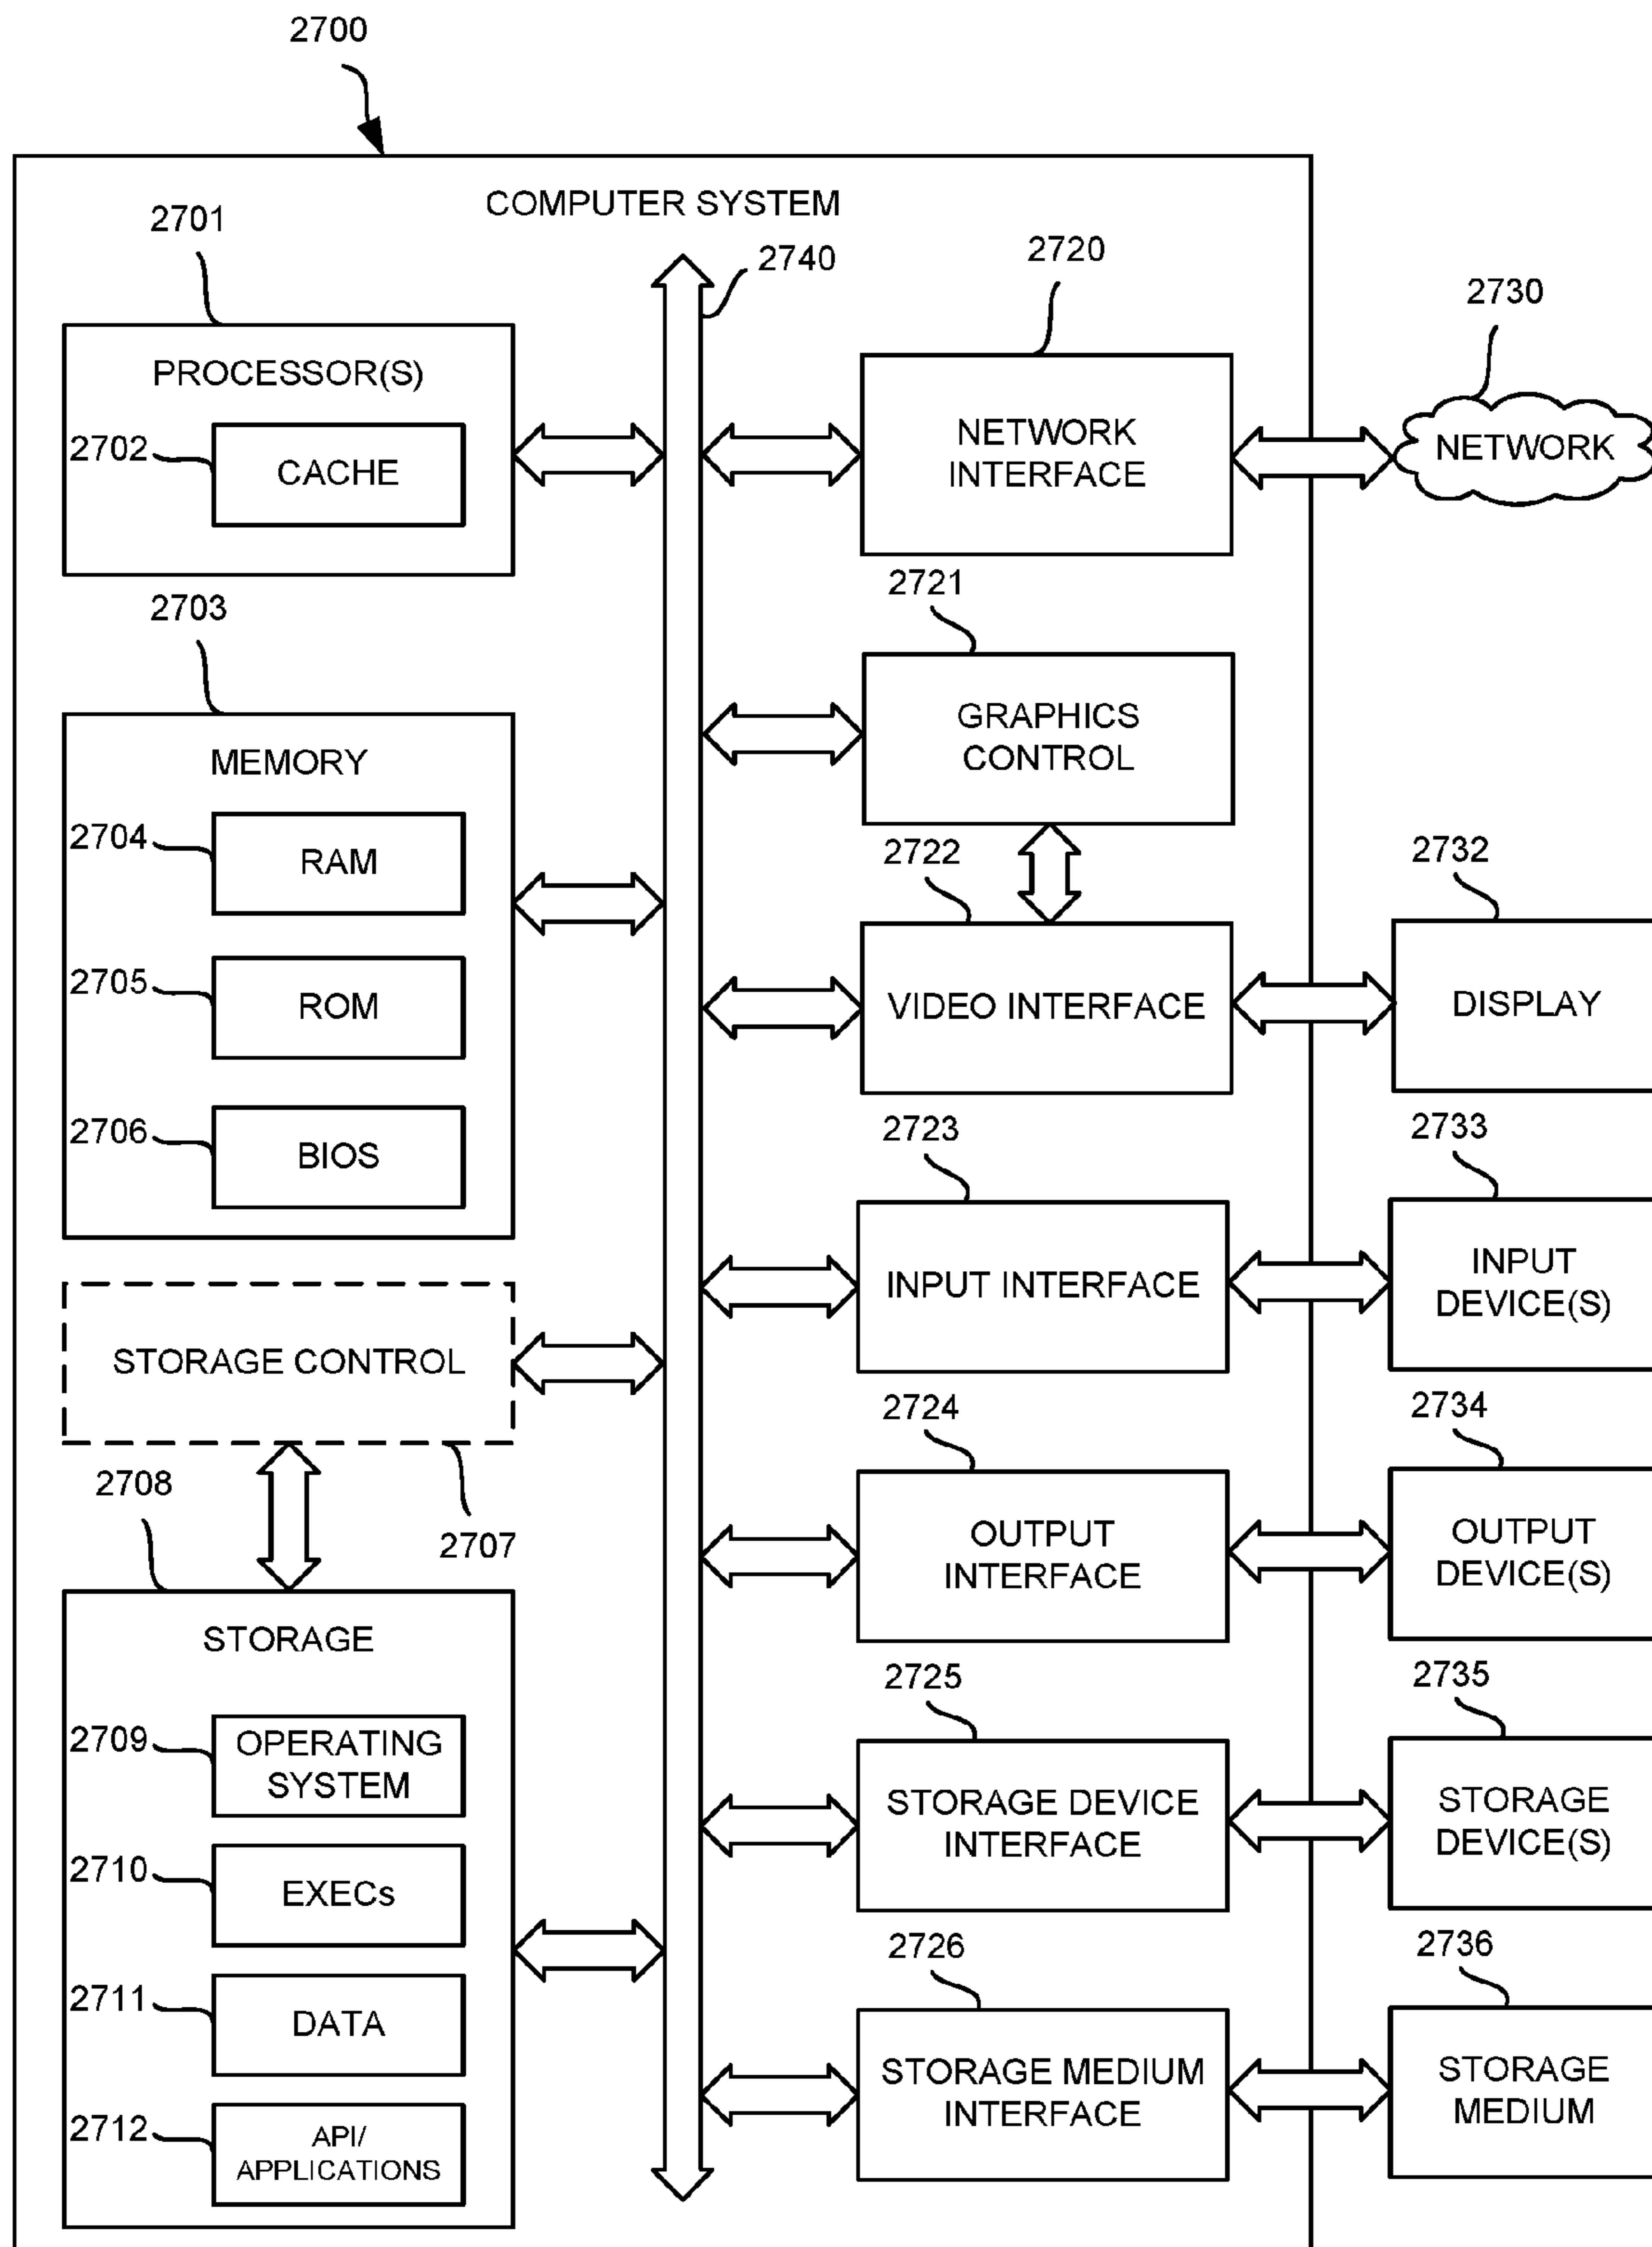 2700
COMPUTER SYSTEM
2701
2740
2720
2730
PROCESSOR(S)
2702
CACHE
NETWORK
INTERFACE
NETWORK
2703
2721
MEMORY
GRAPHICS
CONTROL
2704
RAM
2722
2732
2705
ROM
VIDEO INTERFACE
DISPLAY
2706
BIOS
2723
2733
INPUT INTERFACE
INPUT
DEVICE(S)
STORAGE CONTROL
2707
2724
2734
OUTPUT
INTERFACE
OUTPUT
DEVICE(S)
2708
STORAGE
2725
2735
2709
OPERATING
SYSTEM
STORAGE DEVICE
INTERFACE
STORAGE
DEVICE(S)
2710
EXECs
2726
2736
2711
DATA
STORAGE MEDIUM
INTERFACE
STORAGE
MEDIUM
2712
API/
APPLICATIONS